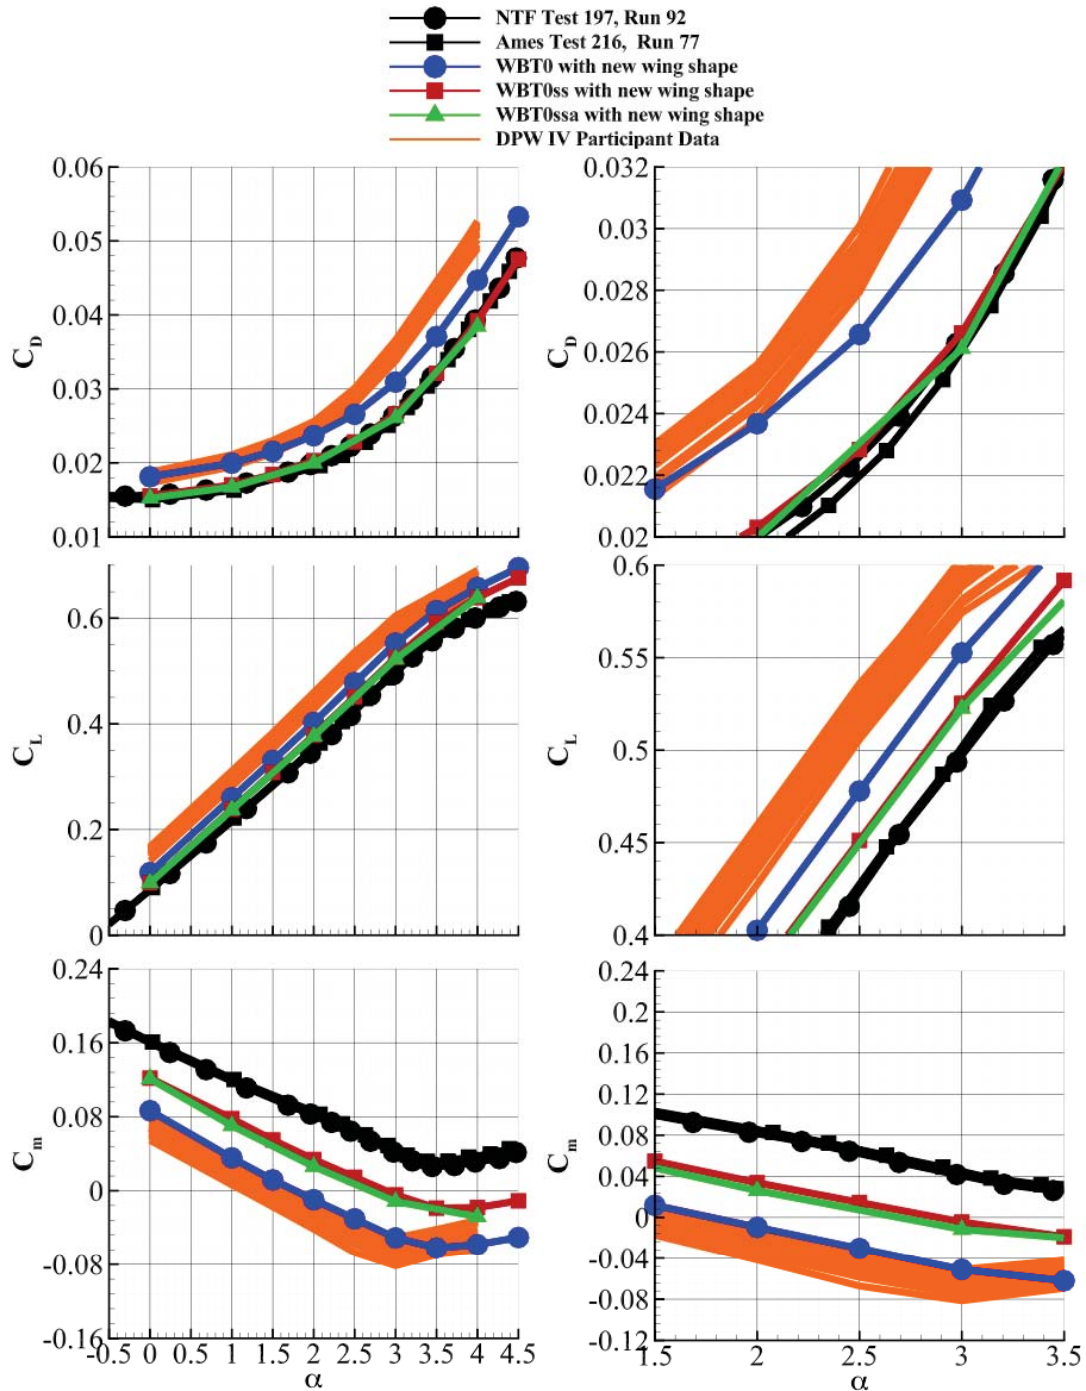 NTF Test 197, Run 92
Ames Test 216, Run 77
WBT0 with new wing shape
WBT0ss with new wing shape
WBT0ssa with new wing shape
DPW IV Participant Data
0.06
0.05
0.04
0.03
0.02
0.01
C_D
0.032
0.03
0.028
0.026
0.024
0.022
0.02
C_D
0.6
0.4
0.2
0
C_L
0.6
0.55
0.5
0.45
0.4
C_L
0.24
0.16
0.08
0
-0.08
-0.16
C_m
-0.5 0 0.5 1 1.5 2 2.5 3 3.5 4 4.5
α
0.24
0.2
0.16
0.12
0.08
0.04
0
-0.04
-0.08
-0.12
C_m
1.5 2 2.5 3 3.5
α